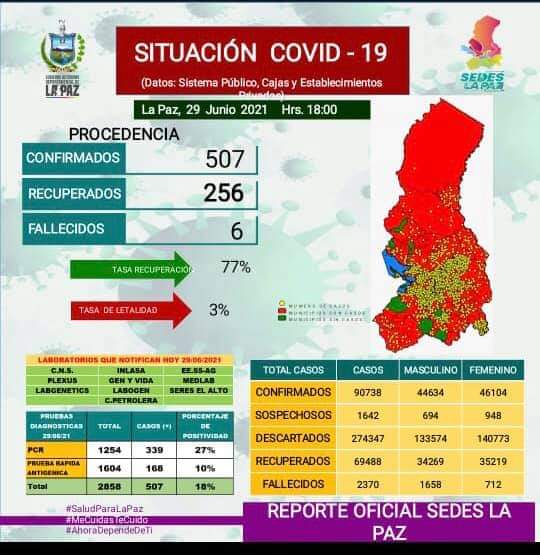 GOBIERNO AUTÓNOMO
DEPARTAMENTAL DE
LA PAZ
SITUACIÓN COVID - 19
(Datos: Sistema Público, Cajas y Establecimientos
Privados)
SEDES
LA PAZ
La Paz, 29 Junio 2021 Hrs. 18:00
PROCEDENCIA
CONFIRMADOS 507
RECUPERADOS 256
FALLECIDOS 6
TASA RECUPERACIÓN 77%
TASA DE LETALIDAD 3%
NUMERO DE CASOS
MUNICIPIOS CON CASOS
MUNICIPIOS SIN CASOS
LABORATORIOS QUE NOTIFICAN HOY 29/06/2021
C.N.S. INLASA EE.SS-AG
PLEXUS GEN Y VIDA MEDLAB
LABGENETICS LABOGEN SERES EL ALTO
C.PETROLERA
PRUEBAS DIAGNOSTICAS 29/06/21 TOTAL CASOS (+) PORCENTAJE DE POSITIVIDAD
PCR 1254 339 27%
PRUEBA RAPIDA ANTIGENICA 1604 168 10%
Total 2858 507 18%
TOTAL CASOS CASOS MASCULINO FEMENINO
CONFIRMADOS 90738 44634 46104
SOSPECHOSOS 1642 694 948
DESCARTADOS 274347 133574 140773
RECUPERADOS 69488 34269 35219
FALLECIDOS 2370 1658 712
#SaludParaLaPaz
#MeCuidasTeCuido
#AhoraDependeDeTi
REPORTE OFICIAL SEDES LA
PAZ